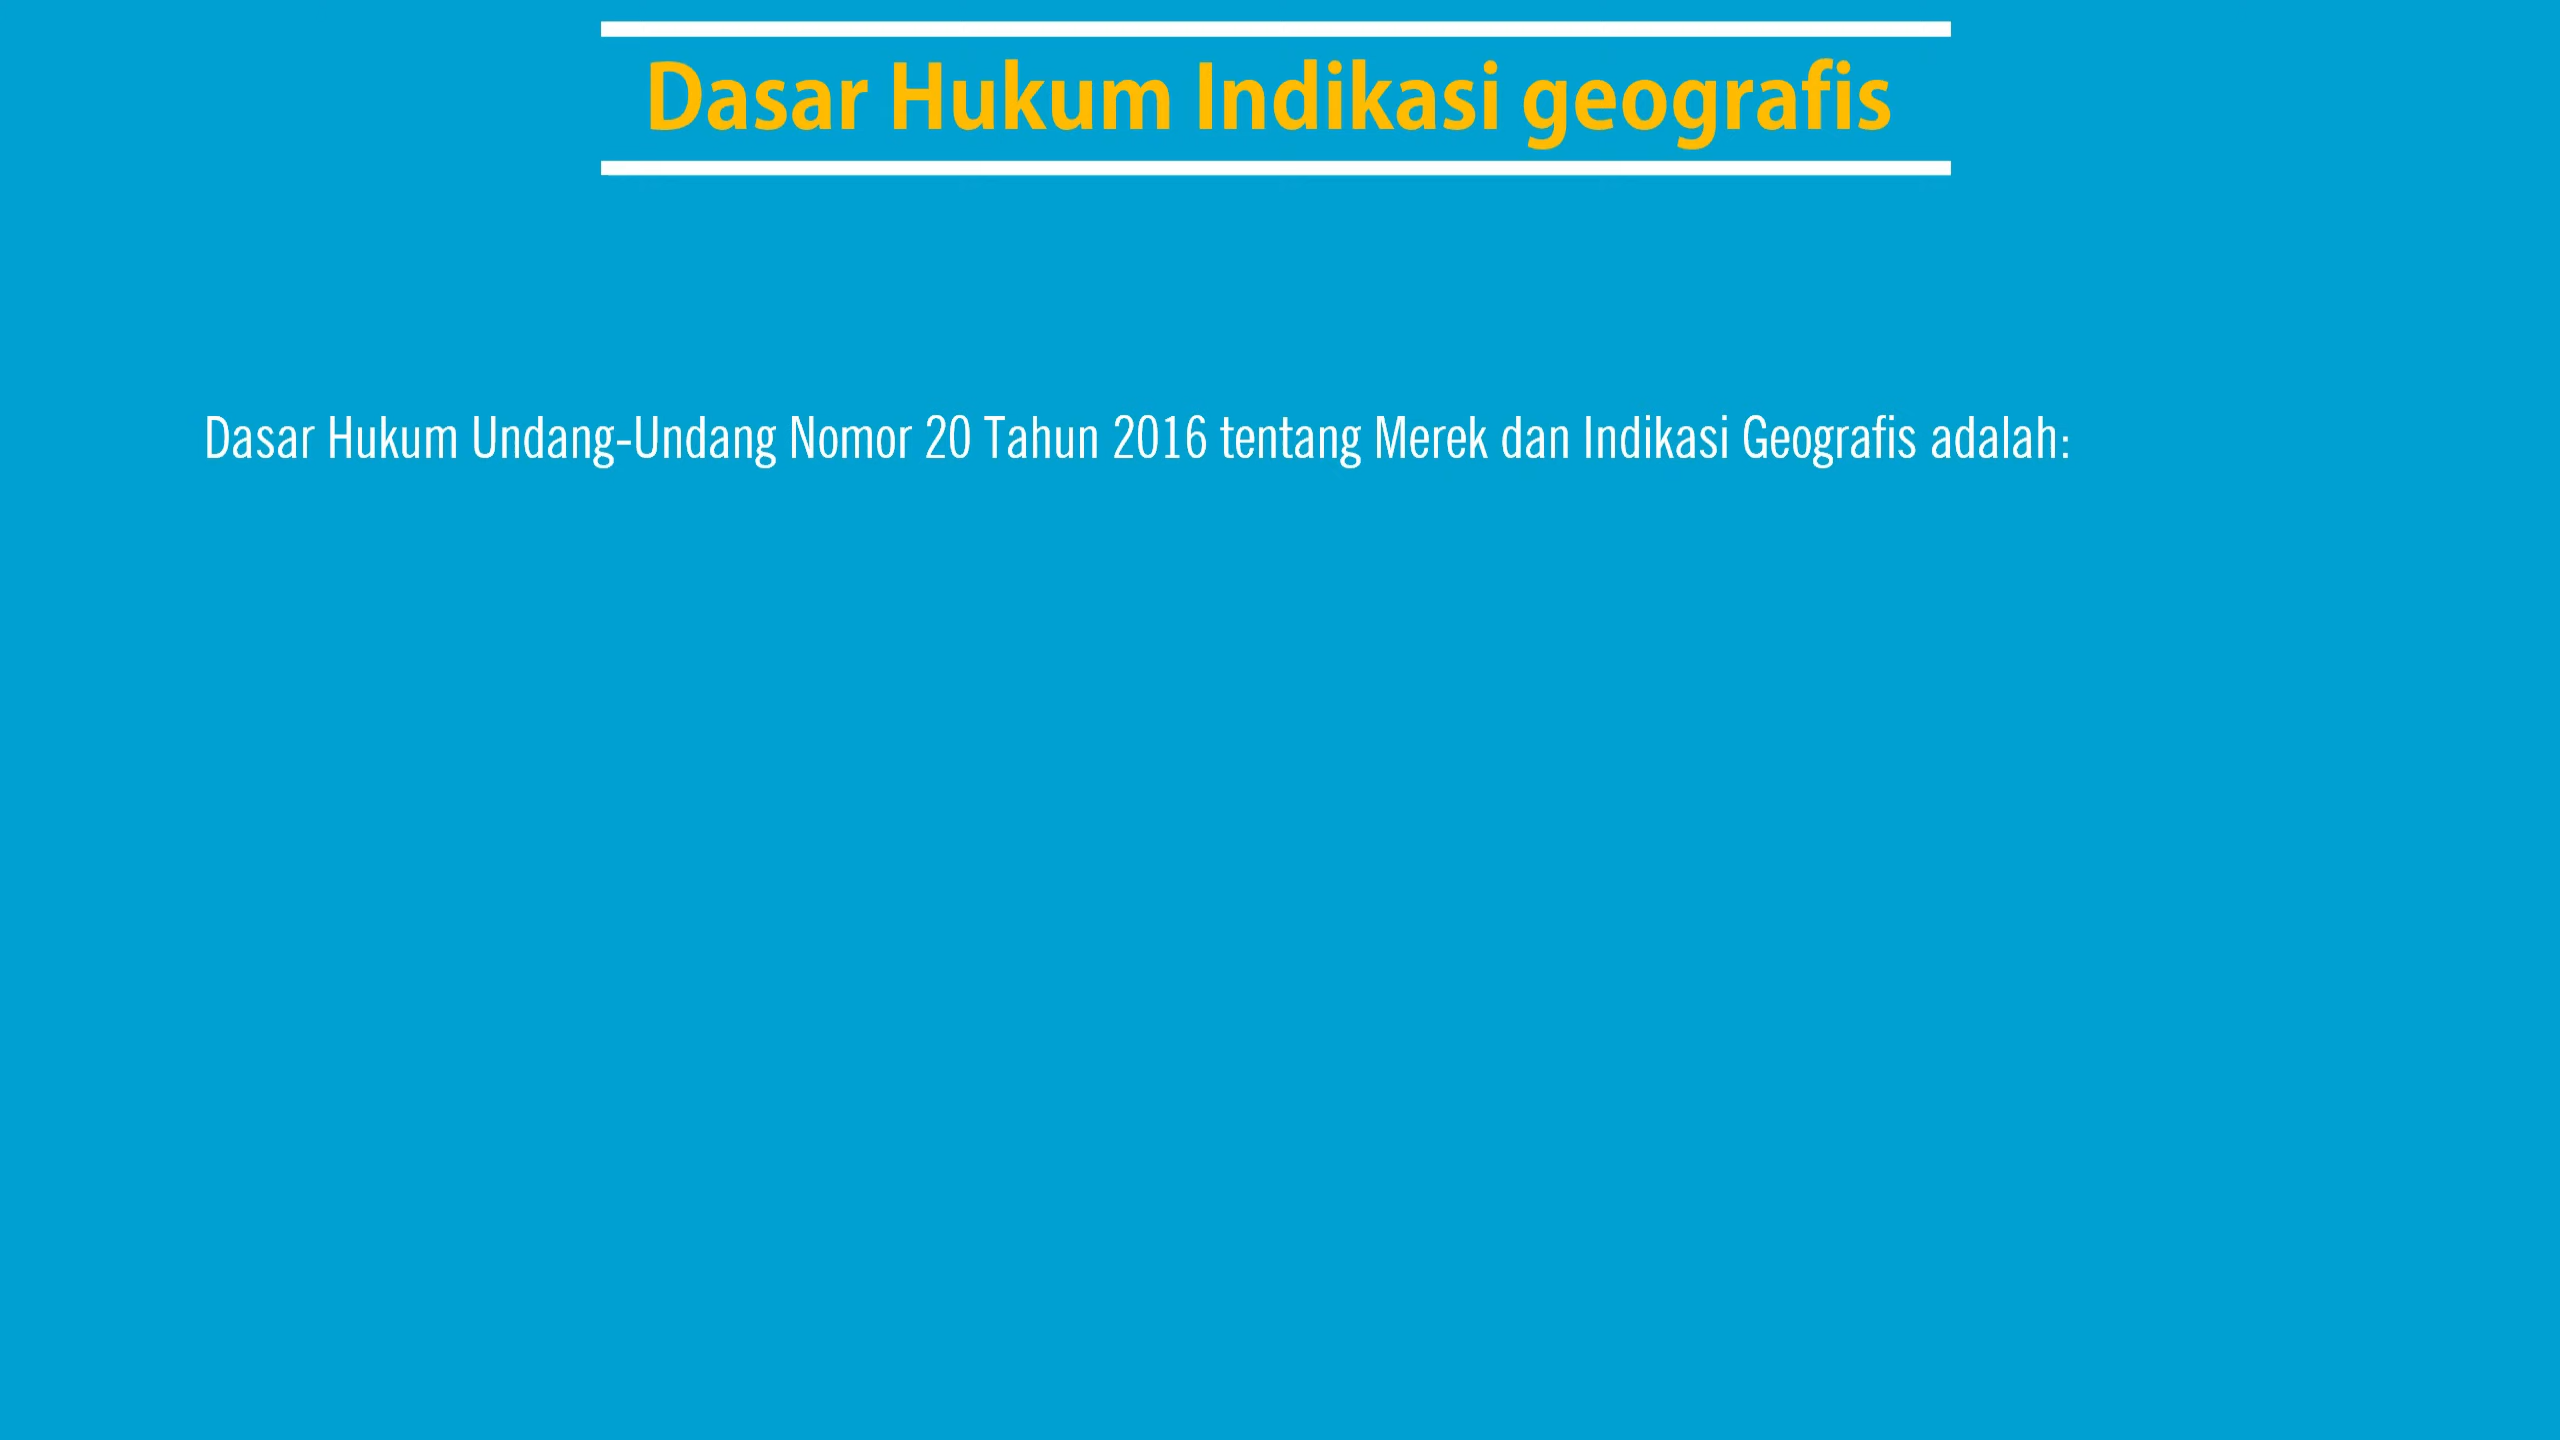 Dasar Hukum Indikasi geografis
Dasar Hukum Undang-Undang Nomor 20 Tahun 2016 tentang Merek dan Indikasi Geografis adalah: